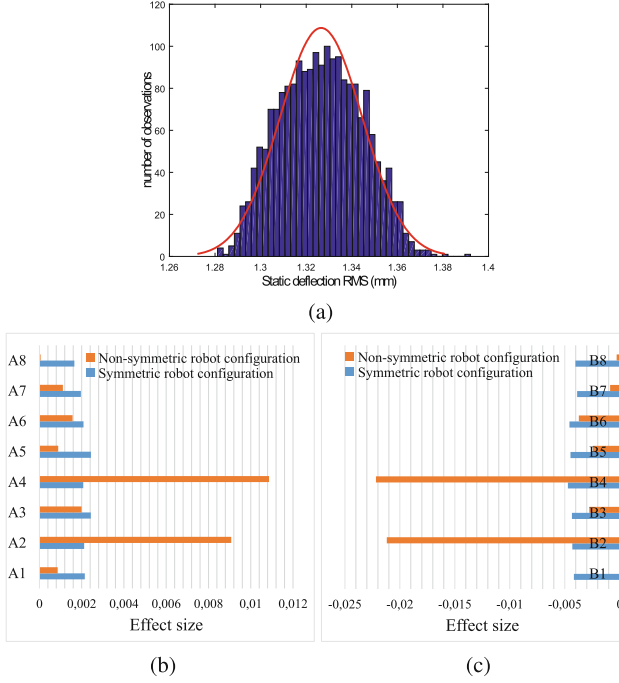 120
100
80
60
40
20
0
number of observations
1.26 1.28 1.3 1.32 1.34 1.36 1.38 1.4
Static deflection RMS (mm)
(a)
Non-symmetric robot configuration
Symmetric robot configuration
A8
A7
A6
A5
A4
A3
A2
A1
0 0,002 0,004 0,006 0,008 0,01 0,012
Effect size
(b)
Non-symmetric robot configuration
Symmetric robot configuration
B8
B7
B6
B5
B4
B3
B2
B1
-0,025 -0,02 -0,015 -0,01 -0,005 0
Effect size
(c)